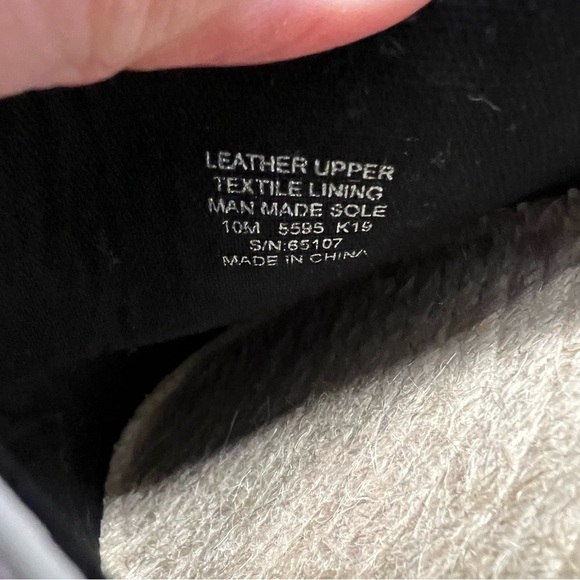 LEATHER UPPER
TEXTILE LINING
MAN MADE SOLE
10M 5595 K19
S/N:65107
MADE IN CHINA